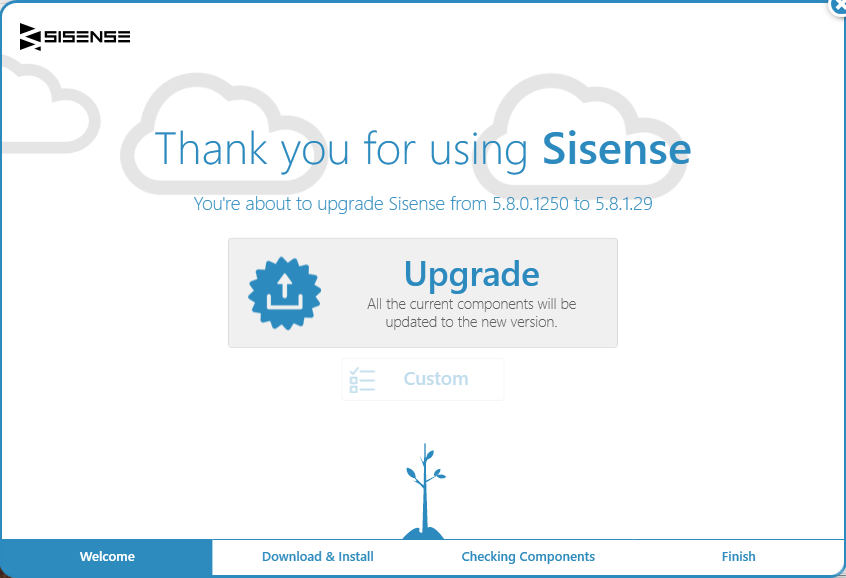 SISENSE
Thank you for using Sisense
You're about to upgrade Sisense from 5.8.0.1250 to 5.8.1.29
Upgrade
All the current components will be
updated to the new version.
Custom
Welcome
Download & Install
Checking Components
Finish